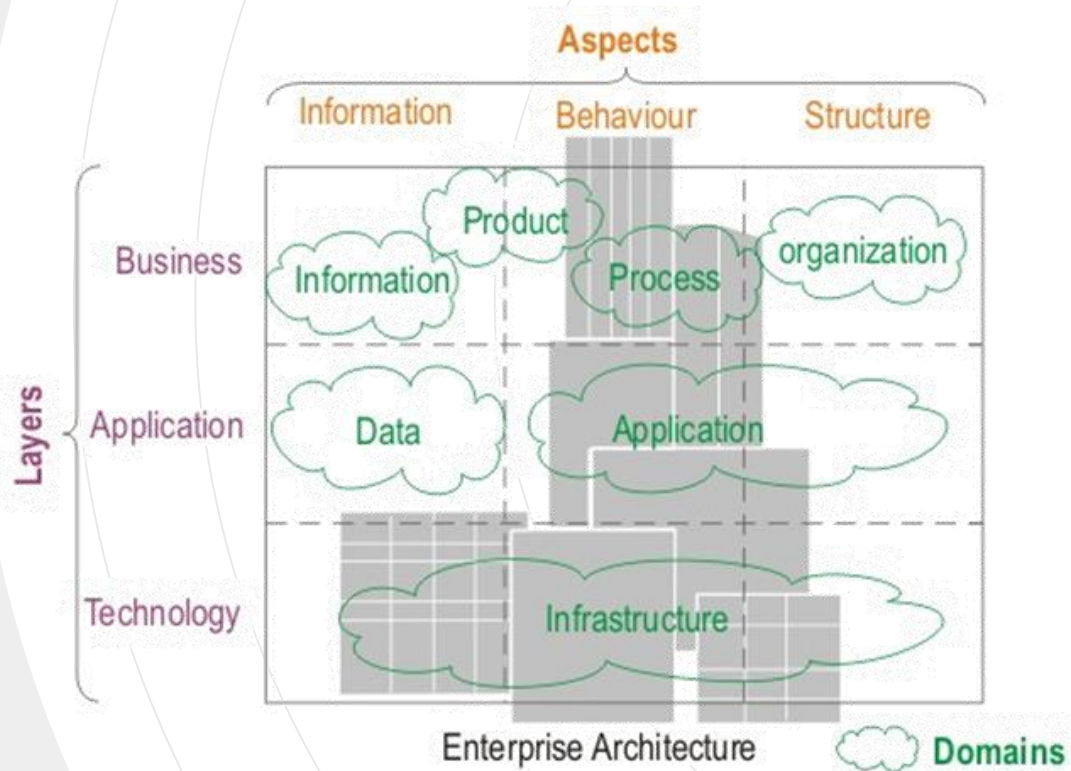 Aspects
Information Behaviour Structure
Product
organization
Business
Information
Process
Layers
Application
Data
Application
Technology
Infrastructure
Enterprise Architecture
Domains